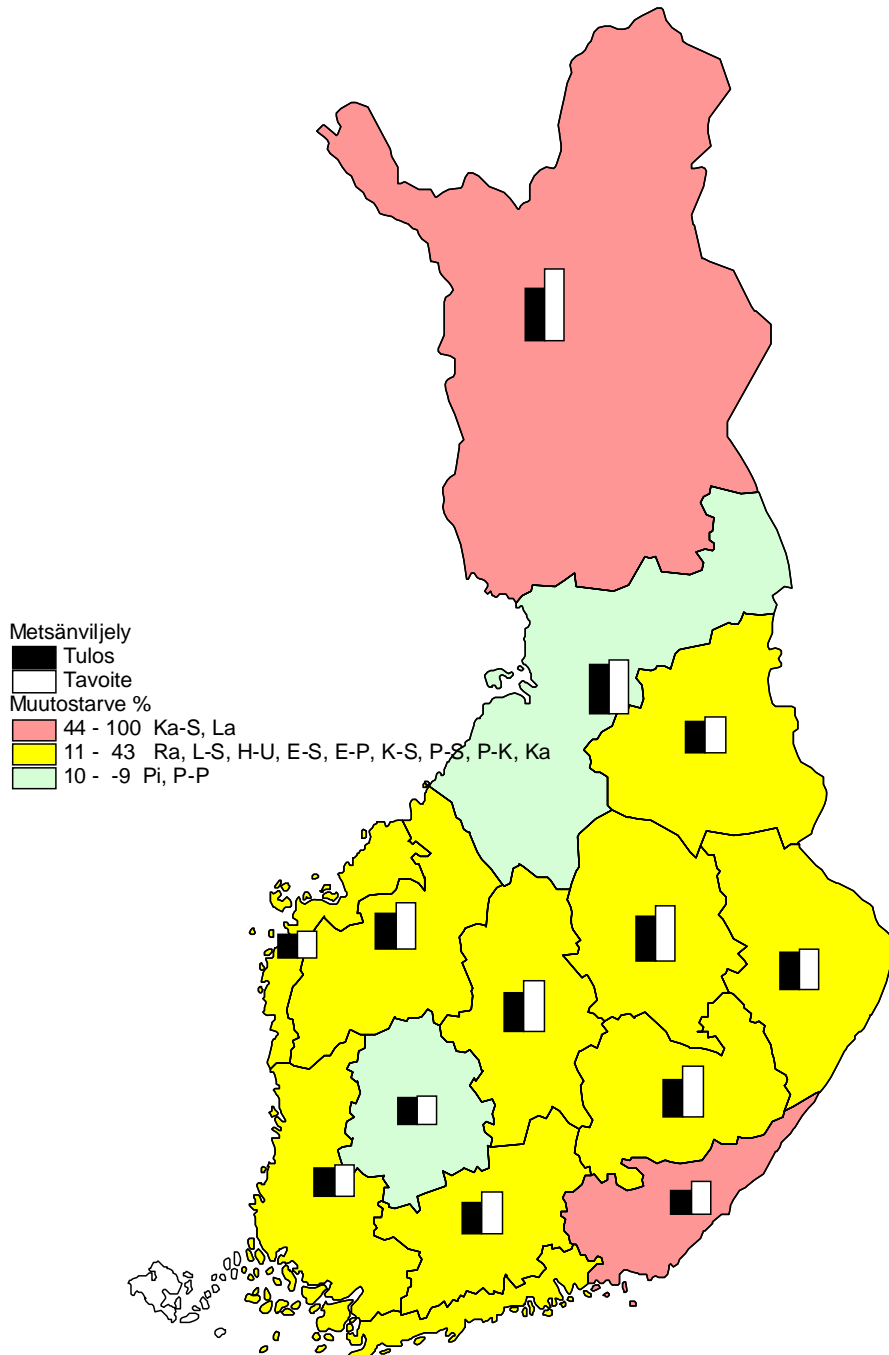 Metsänviljely
Tulos
Tavoite
Muutostarve %
44 - 100 Ka-S, La
11 - 43 Ra, L-S, H-U, E-S, E-P, K-S, P-S, P-K, Ka
10 - -9 Pi, P-P